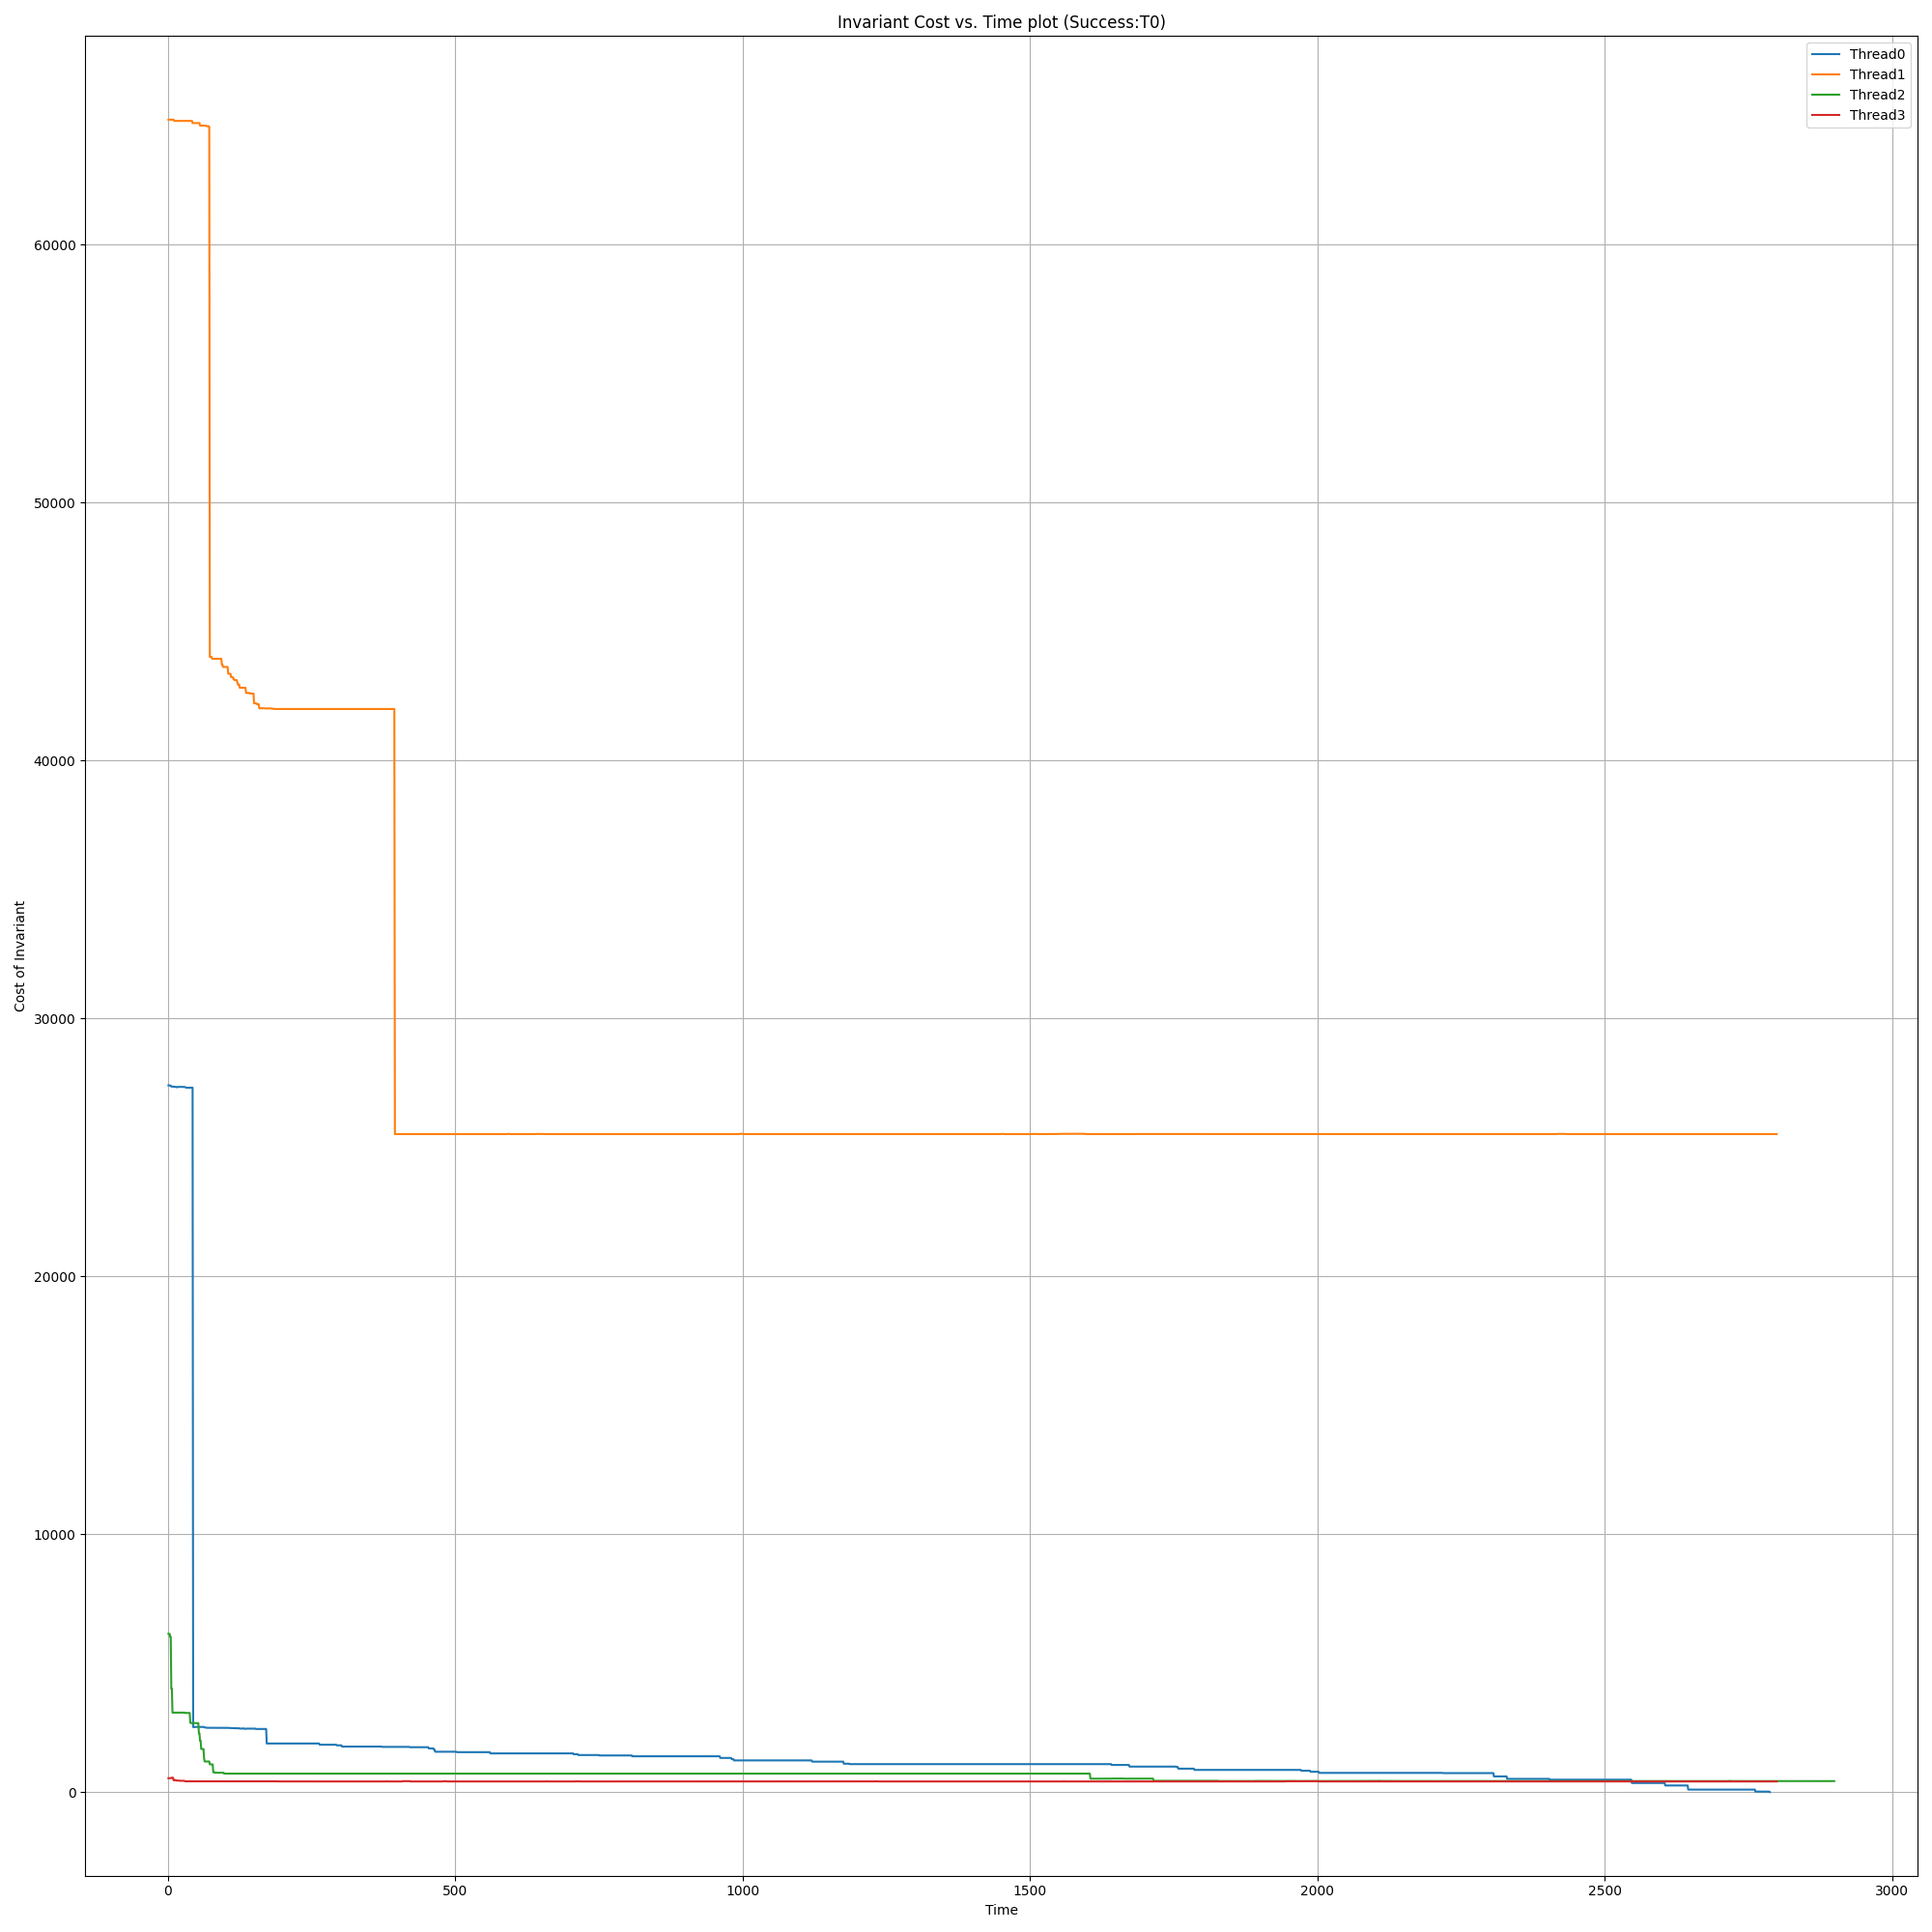 Invariant Cost vs. Time plot (Success:T0)
Thread0
Thread1
Thread2
Thread3
60000
50000
40000
30000
20000
10000
0
Cost of Invariant
0 500 1000 1500 2000 2500 3000
Time